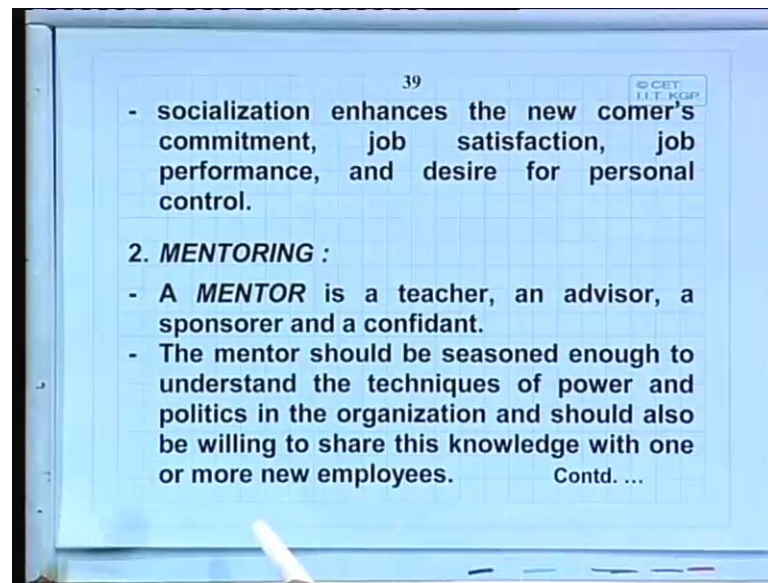 39
© CET
I.I.T. KGP
- socialization enhances the new comer's
commitment, job satisfaction, job
performance, and desire for personal
control.
2. MENTORING :
- A MENTOR is a teacher, an advisor, a
sponsorer and a confidant.
- The mentor should be seasoned enough to
understand the techniques of power and
politics in the organization and should also
be willing to share this knowledge with one
or more new employees. Contd. ...